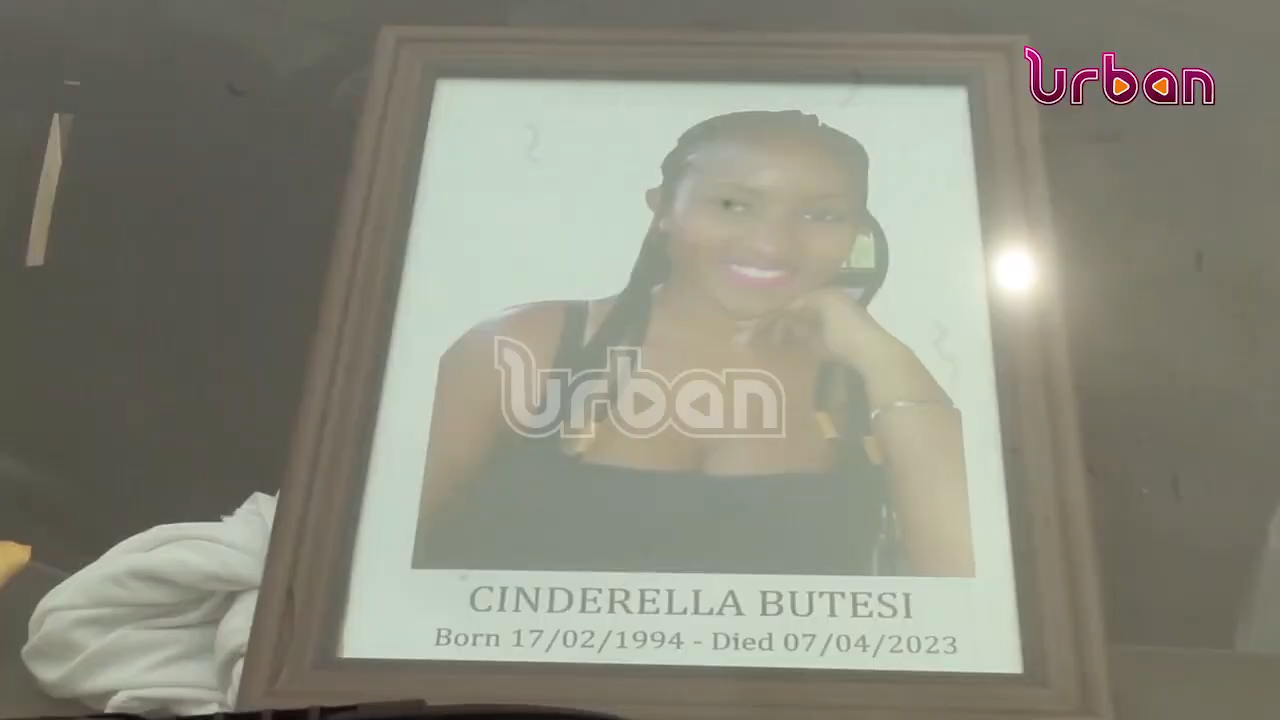 urban
urban
CINDERELLA BUTESI
Born 17/02/1994 - Died 07/04/2023